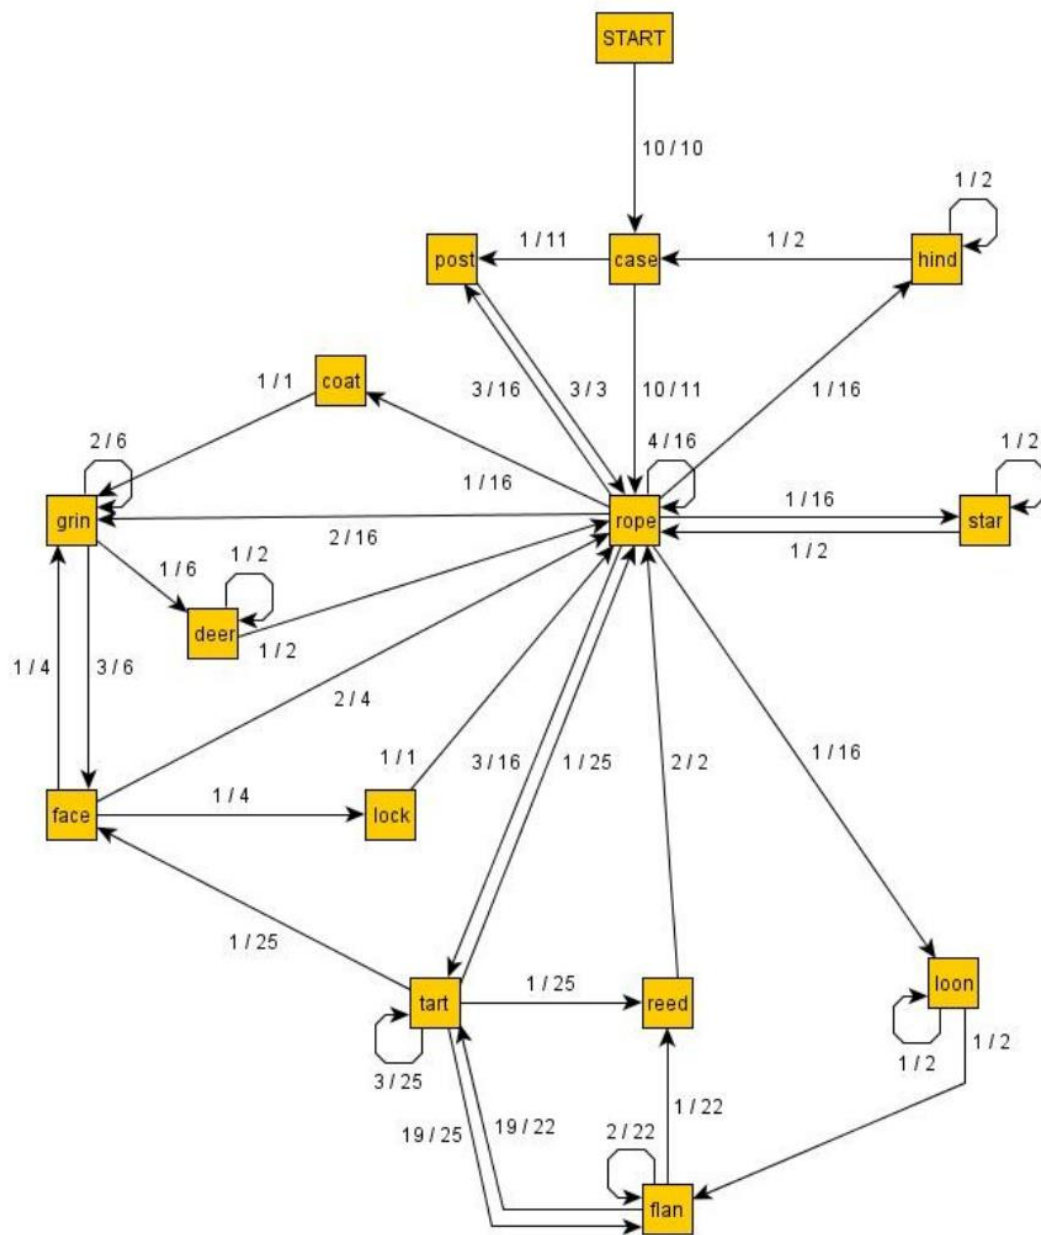 START
10 / 10
1 / 2
post
1 / 11
case
1 / 2
hind
coat
1 / 1
3 / 16
3 / 3
10 / 11
1 / 16
2 / 6
4 / 16
1 / 2
grin
1 / 16
rope
1 / 16
star
2 / 16
1 / 2
1 / 6
1 / 2
deer
1 / 2
1 / 4
3 / 6
2 / 4
1 / 1
3 / 16
1 / 25
2 / 2
1 / 16
face
1 / 4
lock
1 / 25
tart
1 / 25
reed
loon
3 / 25
1 / 2
1 / 2
19 / 25
19 / 22
2 / 22
1 / 22
flan